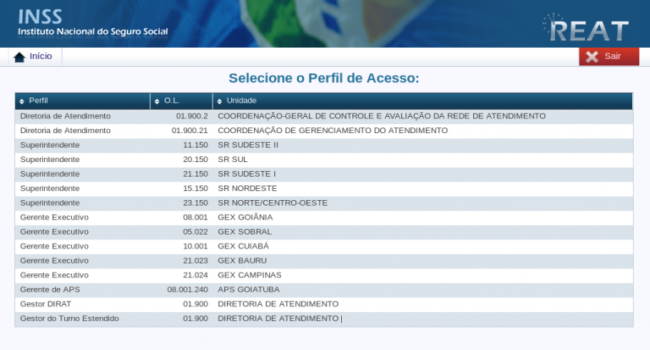 INSS
Instituto Nacional do Seguro Social
REAT
Início
Sair
Selecione o Perfil de Acesso:
Perfil O.L. Unidade
Diretoria de Atendimento 01.900.2 COORDENAÇÃO-GERAL DE CONTROLE E AVALIAÇÃO DA REDE DE ATENDIMENTO
Diretoria de Atendimento 01.900.21 COORDENAÇÃO DE GERENCIAMENTO DO ATENDIMENTO
Superintendente 11.150 SR SUDESTE II
Superintendente 20.150 SR SUL
Superintendente 21.150 SR SUDESTE I
Superintendente 15.150 SR NORDESTE
Superintendente 23.150 SR NORTE/CENTRO-OESTE
Gerente Executivo 08.001 GEX GOIÂNIA
Gerente Executivo 05.022 GEX SOBRAL
Gerente Executivo 10.001 GEX CUIABÁ
Gerente Executivo 21.023 GEX BAURU
Gerente Executivo 21.024 GEX CAMPINAS
Gerente de APS 08.001.240 APS GOIATUBA
Gestor DIRAT 01.900 DIRETORIA DE ATENDIMENTO
Gestor do Turno Estendido 01.900 DIRETORIA DE ATENDIMENTO